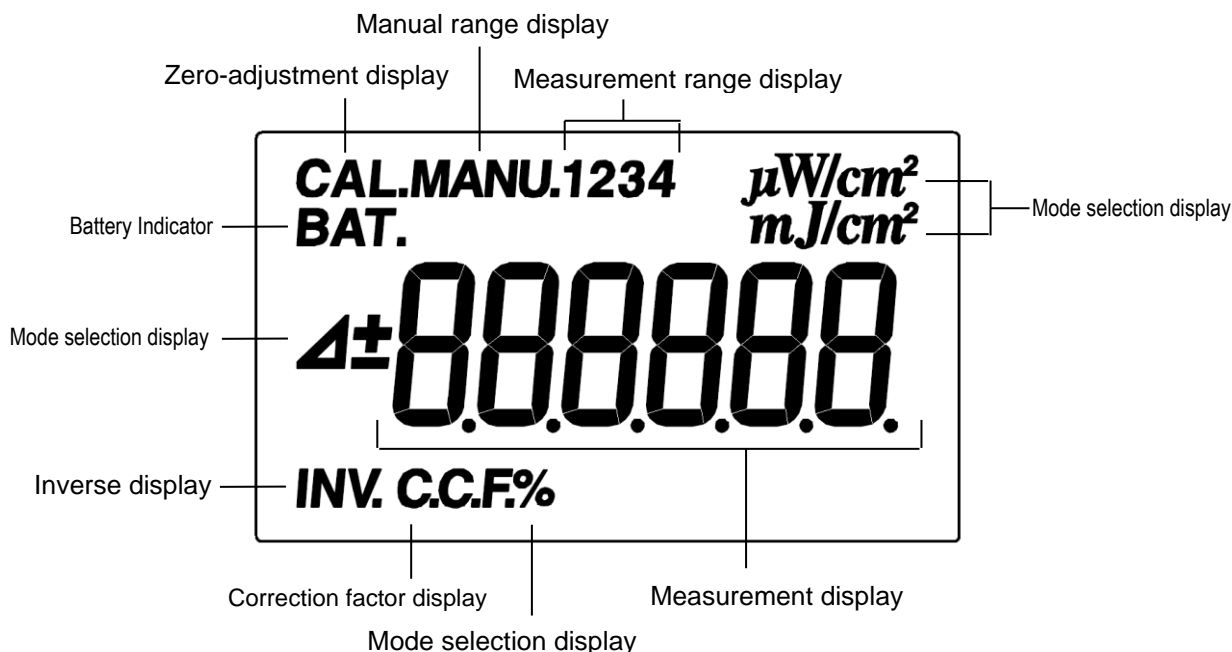 Manual range display
Zero-adjustment display
Measurement range display
CAL.MANU.1234
µW/cm²
Battery Indicator
BAT.
mJ/cm²
Mode selection display
Mode selection display
⊿±8.8.8.8.8.8.
Inverse display
INV. C.C.F.%
Correction factor display
Measurement display
Mode selection display